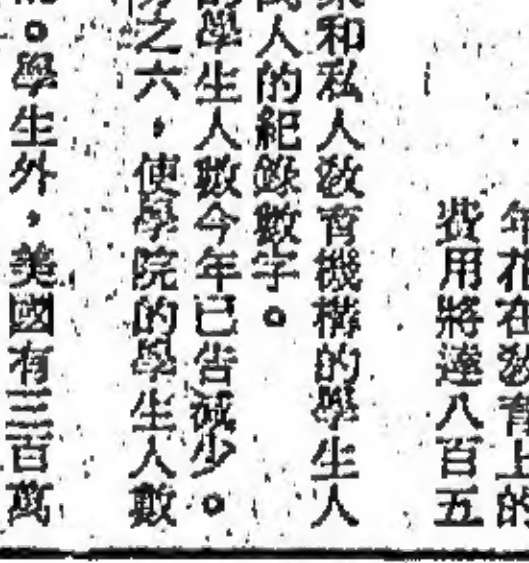 年花在教育上的
費用將達八百五
和私人教育機構的學生人
萬人的紀錄數字。
學生人數今年已告減少。
之六，使學院的學生人數
。學生外，美國有三百萬